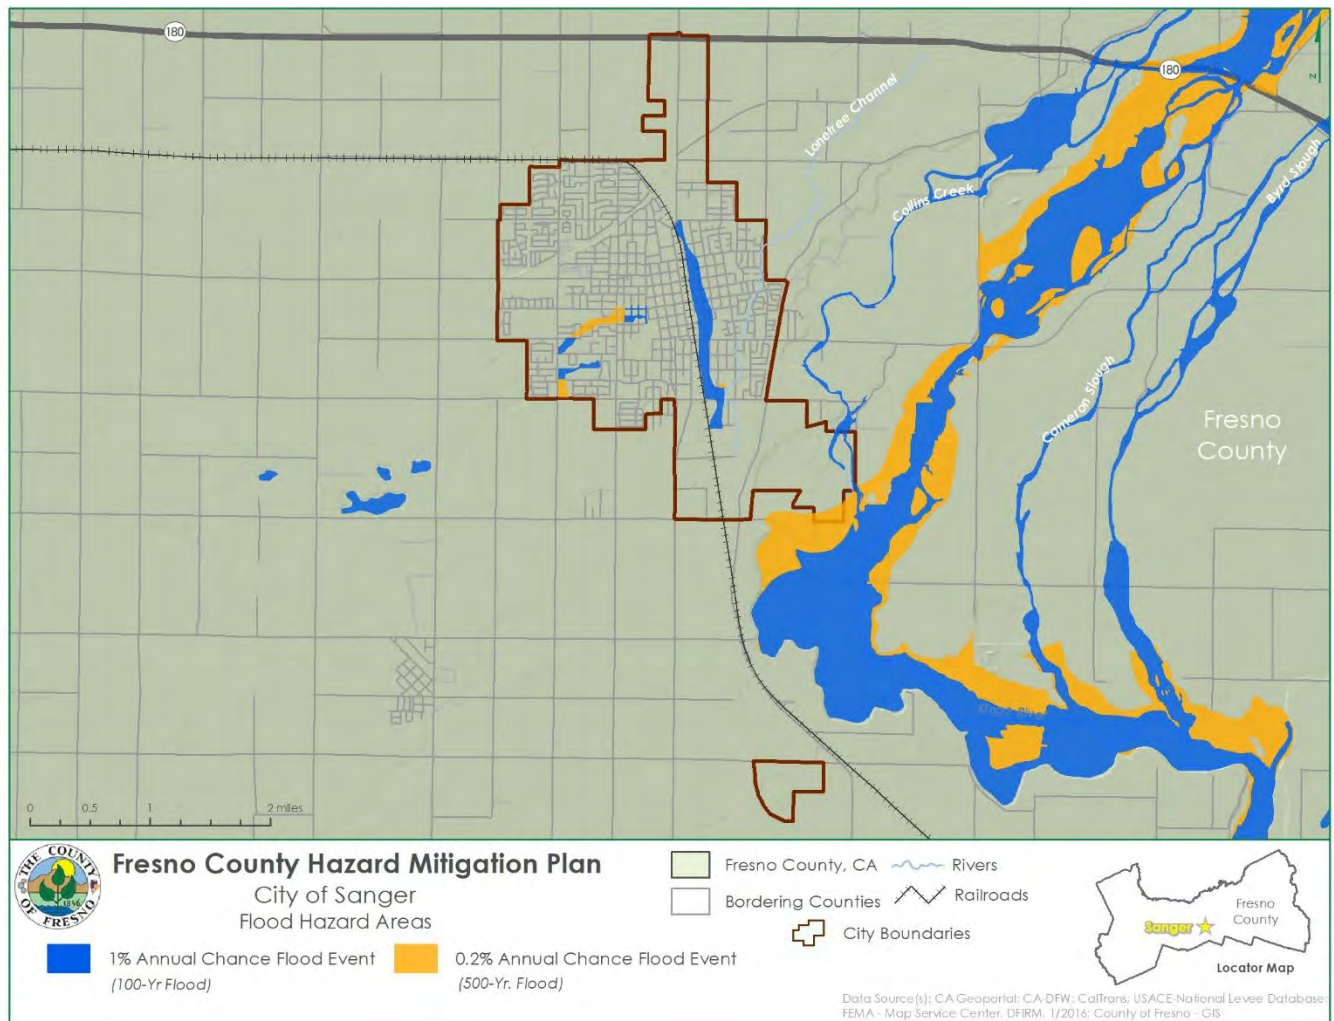 180
180
N
Lonetree Channel
Collins Creek
Byrd Slough
Cameron Slough
Fresno
County
Kings River
0 0.5 1 2 miles
THE COUNTY
OF FRESNO
1856
Fresno County Hazard Mitigation Plan
City of Sanger
Flood Hazard Areas
1% Annual Chance Flood Event
(100-Yr Flood)
0.2% Annual Chance Flood Event
(500-Yr. Flood)
Fresno County, CA
Rivers
Bordering Counties
Railroads
City Boundaries
Fresno
County
Sanger
Locator Map
Data Source(s): CA Geoportal; CA-DFW; CalTrans; USACE-National Levee Database;
FEMA - Map Service Center, DFIRM, 1/2016; County of Fresno - GIS